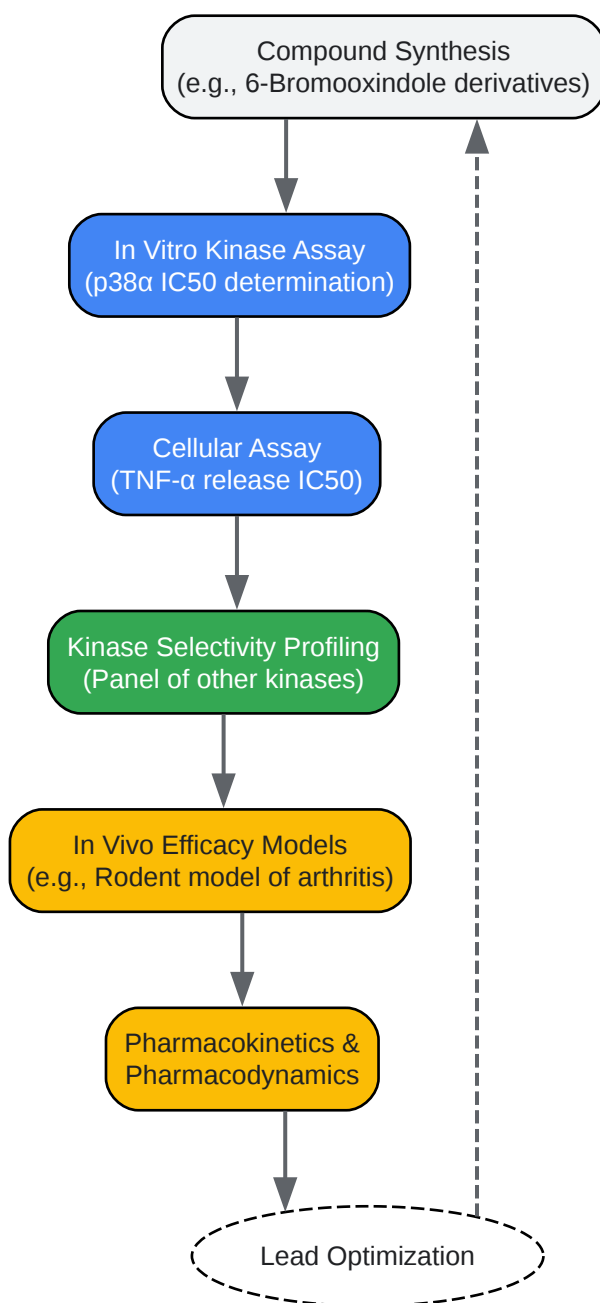 Compound Synthesis
(e.g., 6-Bromooxindole derivatives)
In Vitro Kinase Assay
(p38α IC50 determination)
Cellular Assay
(TNF-α release IC50)
Kinase Selectivity Profiling
(Panel of other kinases)
In Vivo Efficacy Models
(e.g., Rodent model of arthritis)
Pharmacokinetics &
Pharmacodynamics
Lead Optimization